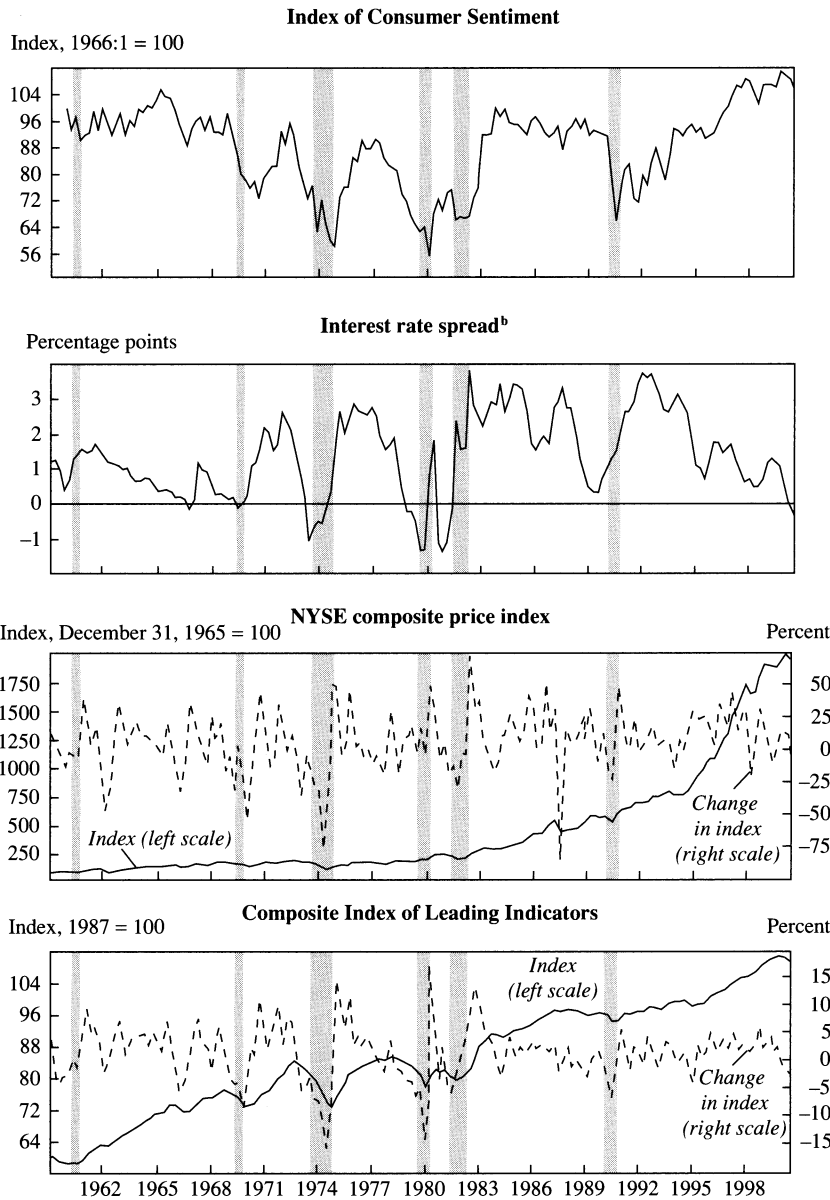 Index of Consumer Sentiment
Index, 1966:1 = 100
104
96
88
80
72
64
56
Interest rate spreadᵇ
Percentage points
3
2
1
0
–1
NYSE composite price index
Index, December 31, 1965 = 100
Percent
1750
1500
1250
1000
750
500
250
50
25
0
–25
–50
–75
Index (left scale)
Change
in index
(right scale)
Composite Index of Leading Indicators
Index, 1987 = 100
Percent
104
96
88
80
72
64
15
10
5
0
–5
–10
–15
Index
(left scale)
Change
in index
(right scale)
1962 1965 1968 1971 1974 1977 1980 1983 1986 1989 1992 1995 1998